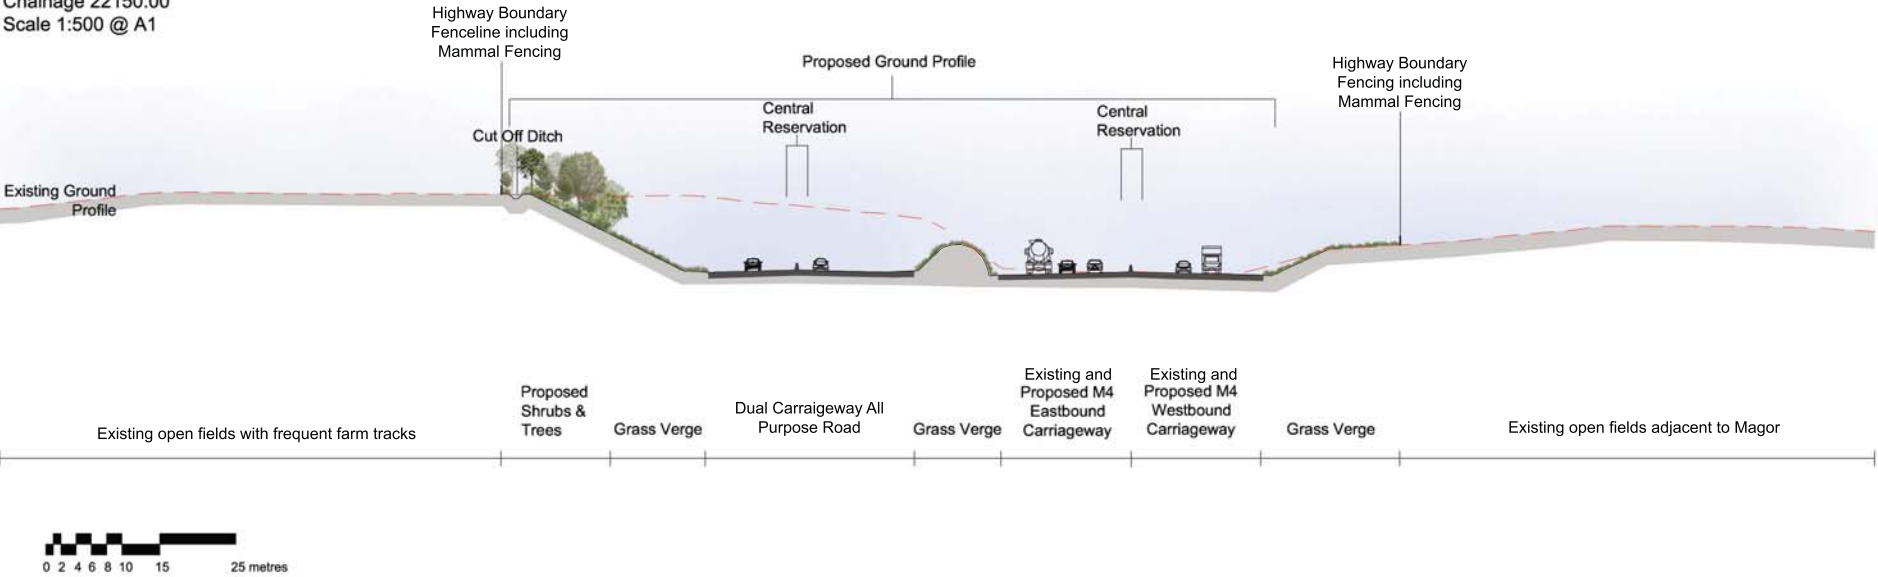 Chainage 22150.00
Scale 1:500 @ A1
Highway Boundary
Fenceline including
Mammal Fencing
Proposed Ground Profile
Highway Boundary
Fencing including
Mammal Fencing
Central
Reservation
Central
Reservation
Cut Off Ditch
Existing Ground
Profile
Existing open fields with frequent farm tracks
Proposed
Shrubs &
Trees
Grass Verge
Dual Carraigeway All
Purpose Road
Grass Verge
Existing and
Proposed M4
Eastbound
Carriageway
Existing and
Proposed M4
Westbound
Carriageway
Grass Verge
Existing open fields adjacent to Magor
0 2 4 6 8 10 15 25 metres